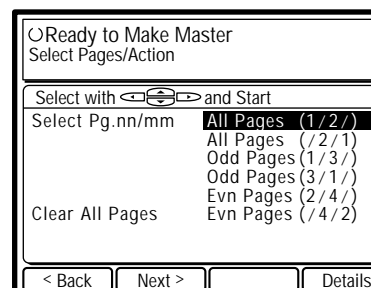 Ready to Make Master
Select Pages/Action
Select with and Start
Select Pg.nn/mm All Pages (1/2/)
All Pages (/2/1)
Odd Pages (1/3/)
Odd Pages (3/1/)
Evn Pages (2/4/)
Clear All Pages Evn Pages (/4/2)
< Back Next > Details